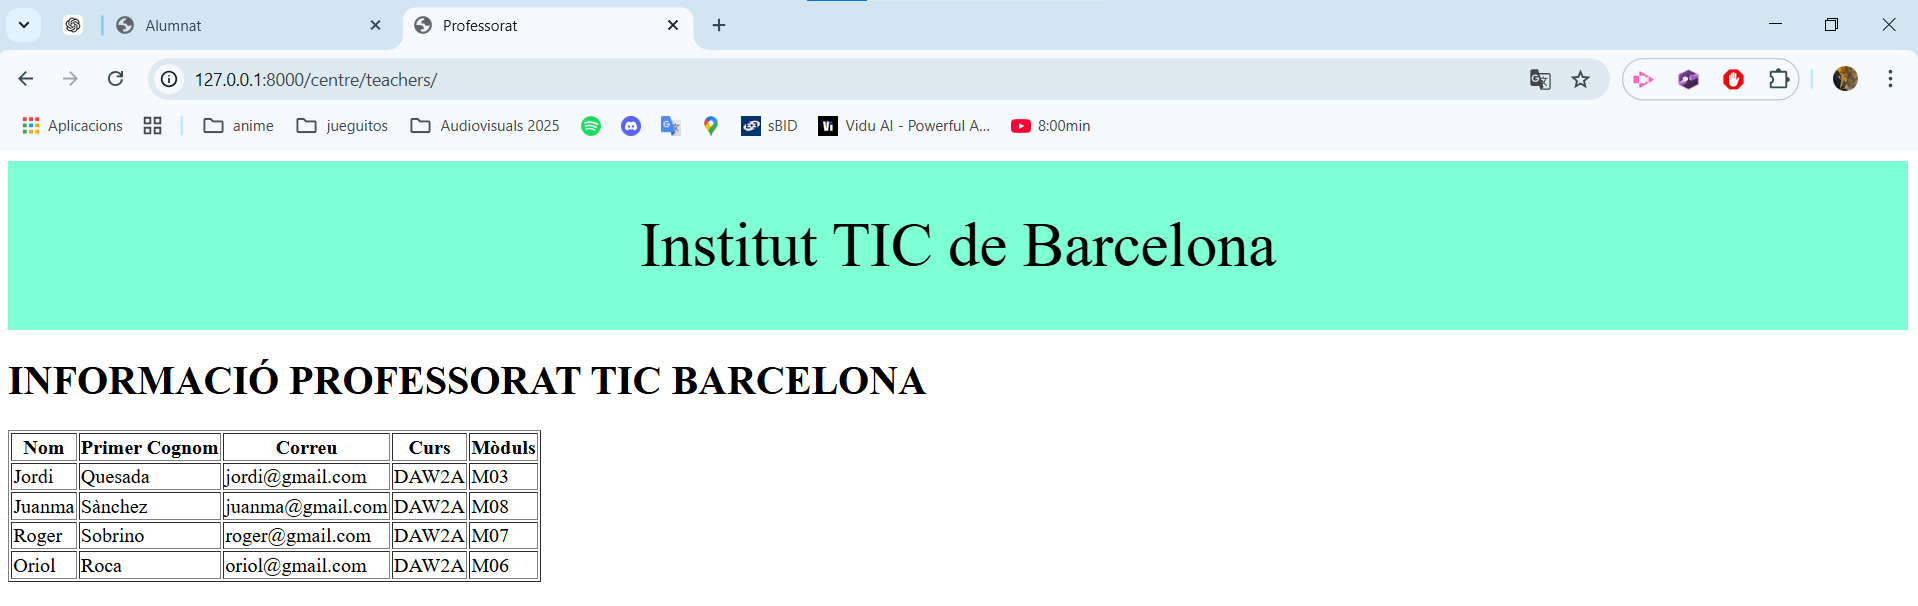 Alumnat
Professorat
127.0.0.1:8000/centre/teachers/
Aplicacions
anime
jueguitos
Audiovisuals 2025
sBID
Vi
Vidu AI - Powerful A...
8:00min
Institut TIC de Barcelona
INFORMACIÓ PROFESSORAT TIC BARCELONA
Nom Primer Cognom Correu Curs Mòduls
Jordi Quesada jordi@gmail.com DAW2A M03
Juanma Sànchez juanma@gmail.com DAW2A M08
Roger Sobrino roger@gmail.com DAW2A M07
Oriol Roca oriol@gmail.com DAW2A M06